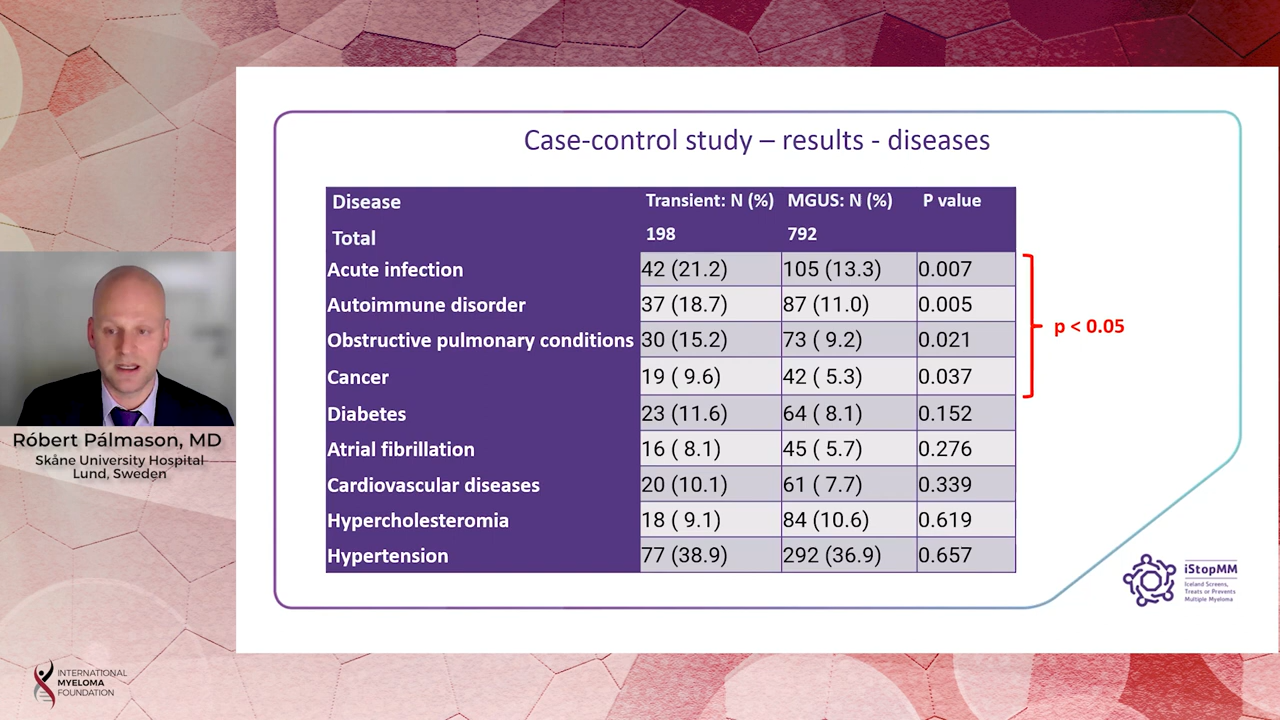 Case-control study – results - diseases
Disease Transient: N (%) MGUS: N (%) P value
Total 198 792
Acute infection 42 (21.2) 105 (13.3) 0.007
Autoimmune disorder 37 (18.7) 87 (11.0) 0.005
Obstructive pulmonary conditions 30 (15.2) 73 ( 9.2) 0.021
Cancer 19 ( 9.6) 42 ( 5.3) 0.037
Diabetes 23 (11.6) 64 ( 8.1) 0.152
Atrial fibrillation 16 ( 8.1) 45 ( 5.7) 0.276
Cardiovascular diseases 20 (10.1) 61 ( 7.7) 0.339
Hypercholesteromia 18 ( 9.1) 84 (10.6) 0.619
Hypertension 77 (38.9) 292 (36.9) 0.657
p < 0.05
Róbert Pálmason, MD
Skåne University Hospital
Lund, Sweden
iStopMM
Iceland Screens,
Treats or Prevents
Multiple Myeloma
INTERNATIONAL
MYELOMA
FOUNDATION